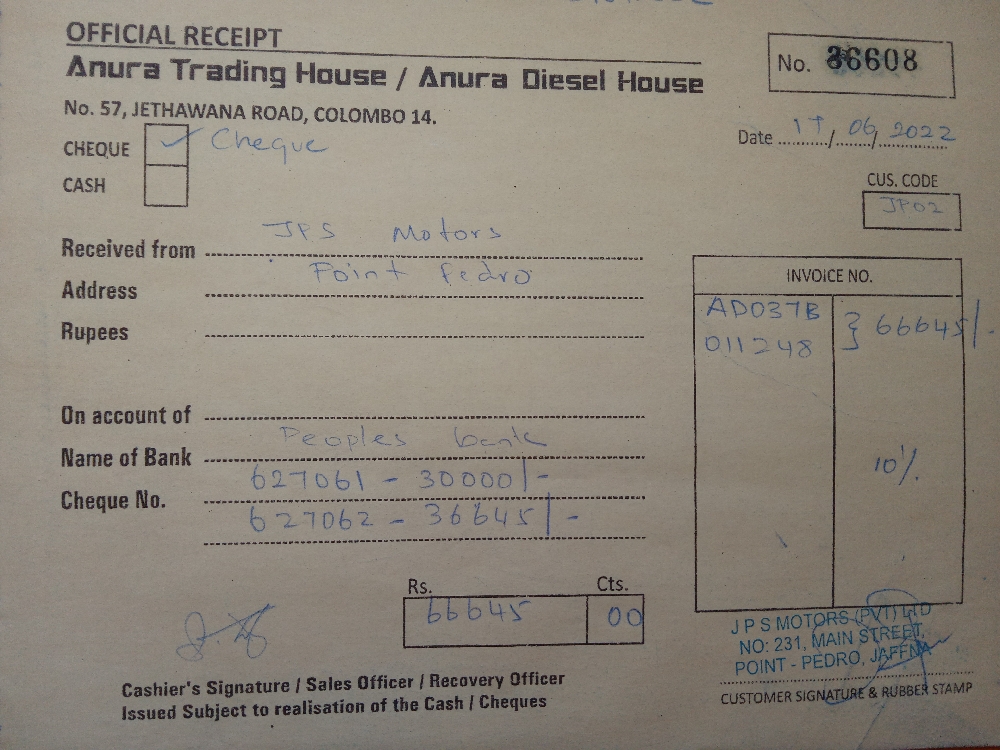 OFFICIAL RECEIPT
Anura Trading House / Anura Diesel House
No. 57, JETHAWANA ROAD, COLOMBO 14.
No. 36608
Date 17/06/2022
CHEQUE ✓ Cheque
CASH
CUS. CODE
JP02
Received from JPS Motors
Address Point Pedro
Rupees
On account of
Name of Bank Peoples bank
Cheque No. 627061 - 30000/-
627062 - 36645/-
INVOICE NO.
AD037B
011248 } 66645/-
10%
Rs. Cts.
66645 00
J P S MOTORS (PVT) LTD
NO: 231, MAIN STREET,
POINT - PEDRO, JAFFNA
CUSTOMER SIGNATURE & RUBBER STAMP
Cashier's Signature / Sales Officer / Recovery Officer
Issued Subject to realisation of the Cash / Cheques